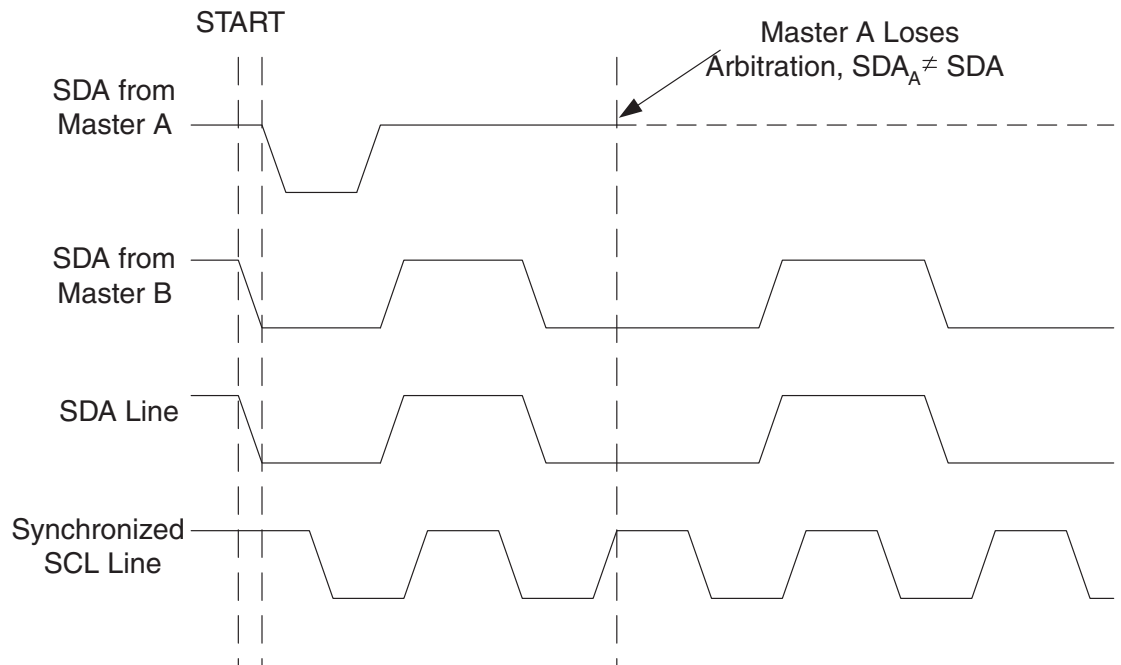 START
Master A Loses
Arbitration, SDA_A ≠ SDA
SDA from
Master A
SDA from
Master B
SDA Line
Synchronized
SCL Line